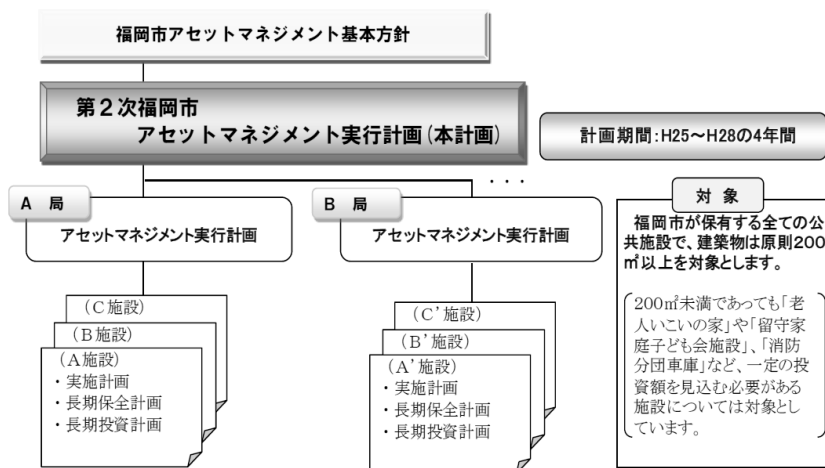 福岡市アセットマネジメント基本方針
第2次福岡市
アセットマネジメント実行計画(本計画)
計画期間:H25~H28の4年間
A 局
アセットマネジメント実行計画
B 局
アセットマネジメント実行計画
・・・
(C施設)
(B施設)
(A施設)
・実施計画
・長期保全計画
・長期投資計画
(C'施設)
(B'施設)
(A'施設)
・実施計画
・長期保全計画
・長期投資計画
対 象
福岡市が保有する全ての公
共施設で、建築物は原則200
㎡以上を対象とします。
200㎡未満であっても「老
人いこいの家」や「留守家
庭子ども会施設」、「消防
分団車庫」など、一定の投
資額を見込む必要がある
施設については対象とし
ています。